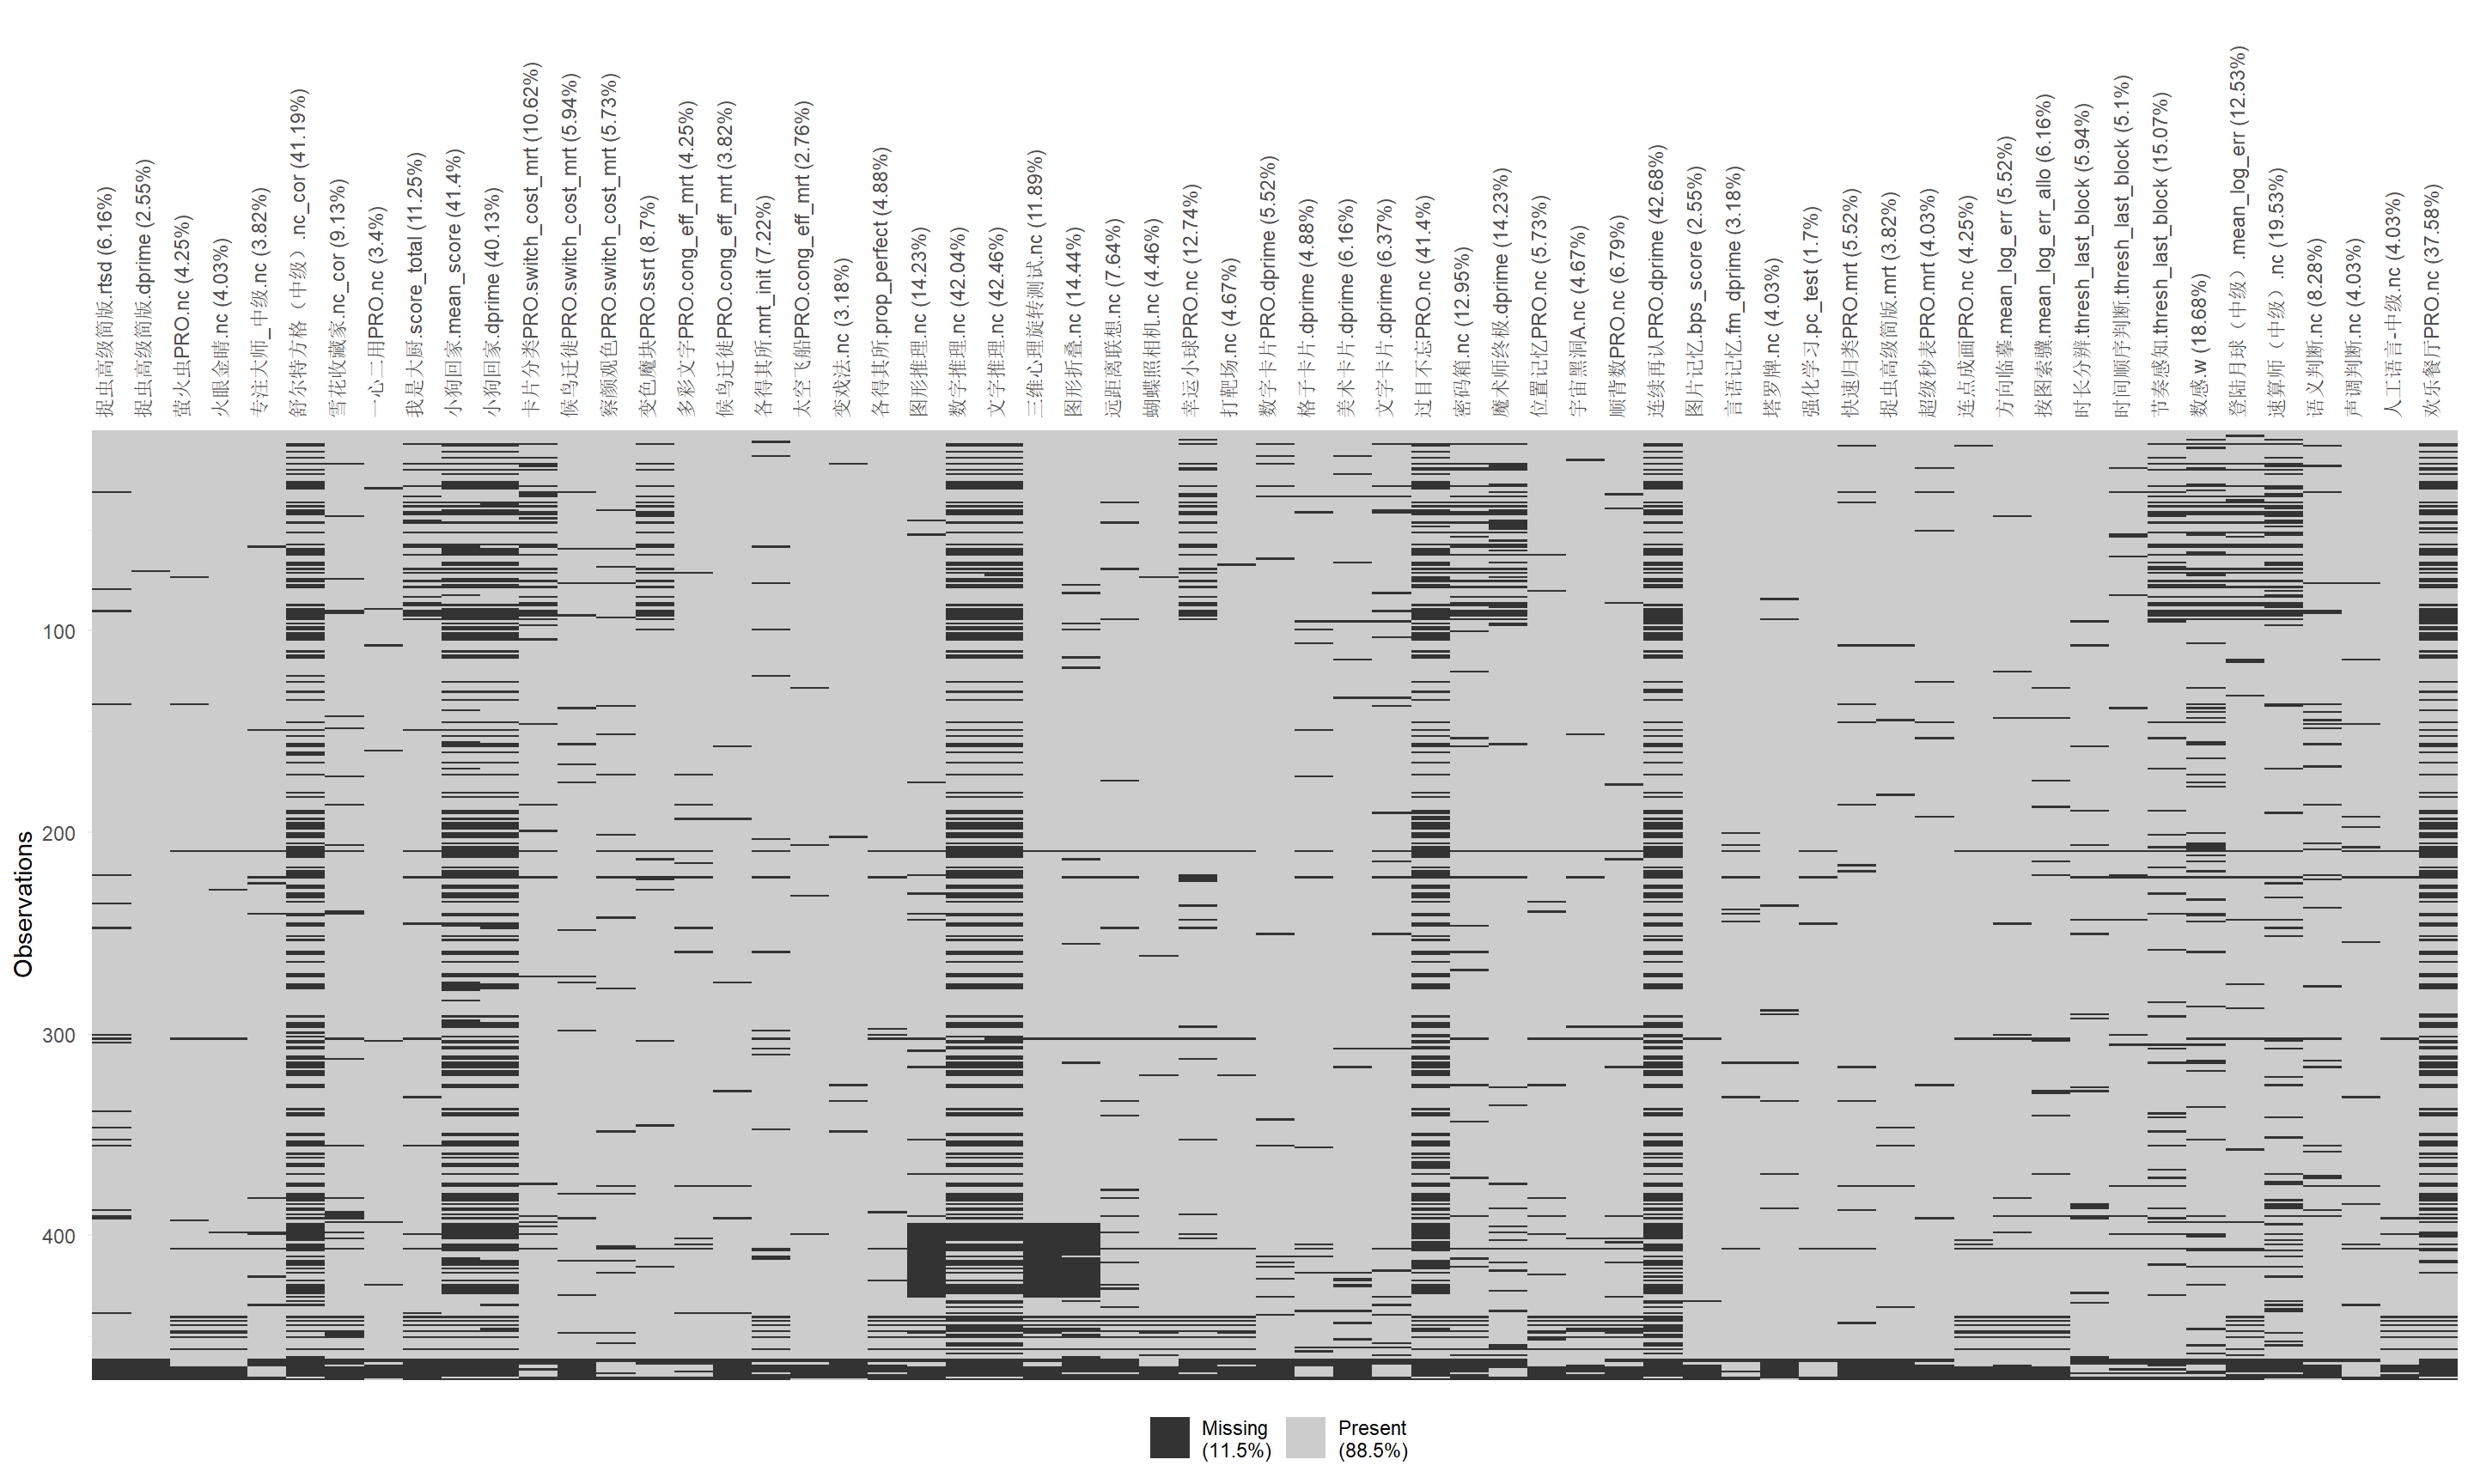 捉虫高级简版.rtsd (6.16%)
捉虫高级简版.dprime (2.55%)
萤火虫PRO.nc (4.25%)
火眼金睛.nc (4.03%)
专注大师_中级.nc (3.82%)
舒尔特方格（中级）.nc_cor (41.19%)
雪花收藏家.nc_cor (9.13%)
一心二用PRO.nc (3.4%)
我是大厨.score_total (11.25%)
小狗回家.mean_score (41.4%)
小狗回家.dprime (40.13%)
卡片分类PRO.switch_cost_mrt (10.62%)
候鸟迁徙PRO.switch_cost_mrt (5.94%)
察颜观色PRO.switch_cost_mrt (5.73%)
变色魔块PRO.ssrt (8.7%)
多彩文字PRO.cong_eff_mrt (4.25%)
候鸟迁徙PRO.cong_eff_mrt (3.82%)
各得其所.mrt_init (7.22%)
太空飞船PRO.cong_eff_mrt (2.76%)
变戏法.nc (3.18%)
各得其所.prop_perfect (4.88%)
图形推理.nc (14.23%)
数字推理.nc (42.04%)
文字推理.nc (42.46%)
三维心理旋转测试.nc (11.89%)
图形折叠.nc (14.44%)
远距离联想.nc (7.64%)
蝴蝶照相机.nc (4.46%)
幸运小球PRO.nc (12.74%)
打靶场.nc (4.67%)
数字卡片PRO.dprime (5.52%)
格子卡片.dprime (4.88%)
美术卡片.dprime (6.16%)
文字卡片.dprime (6.37%)
过目不忘PRO.nc (41.4%)
密码箱.nc (12.95%)
魔术师终极.dprime (14.23%)
位置记忆PRO.nc (5.73%)
宇宙黑洞A.nc (4.67%)
顺背数PRO.nc (6.79%)
连续再认PRO.dprime (42.68%)
图片记忆.bps_score (2.55%)
言语记忆.fm_dprime (3.18%)
塔罗牌.nc (4.03%)
强化学习.pc_test (1.7%)
快速归类PRO.mrt (5.52%)
捉虫高级简版.mrt (3.82%)
超级秒表PRO.mrt (4.03%)
连点成画PRO.nc (4.25%)
方向临摹.mean_log_err (5.52%)
按图索骥.mean_log_err_allo (6.16%)
时长分辨.thresh_last_block (5.94%)
时间顺序判断.thresh_last_block (5.1%)
节奏感知.thresh_last_block (15.07%)
数感.w (18.68%)
登陆月球（中级）.mean_log_err (12.53%)
速算师（中级）.nc (19.53%)
语义判断.nc (8.28%)
声调判断.nc (4.03%)
人工语言-中级.nc (4.03%)
欢乐餐厅PRO.nc (37.58%)
Observations
100
200
300
400
Missing
(11.5%)
Present
(88.5%)